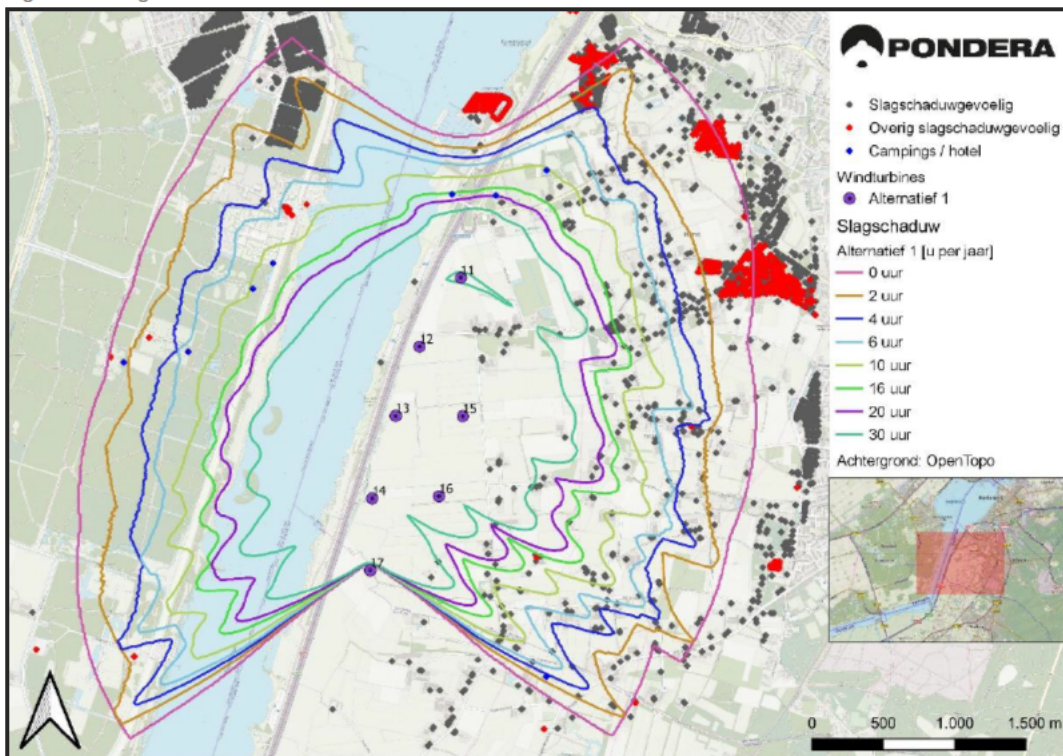 PONDERA
Slagschaduwgevoelig
Overig slagschaduwgevoelig
Campings / hotel
Windturbines
Alternatief 1
Slagschaduw
Alternatief 1 [u per jaar]
0 uur
2 uur
4 uur
6 uur
10 uur
16 uur
20 uur
30 uur
Achtergrond: OpenTopo
11
12
13
15
14
16
17
0 500 1.000 1.500 m